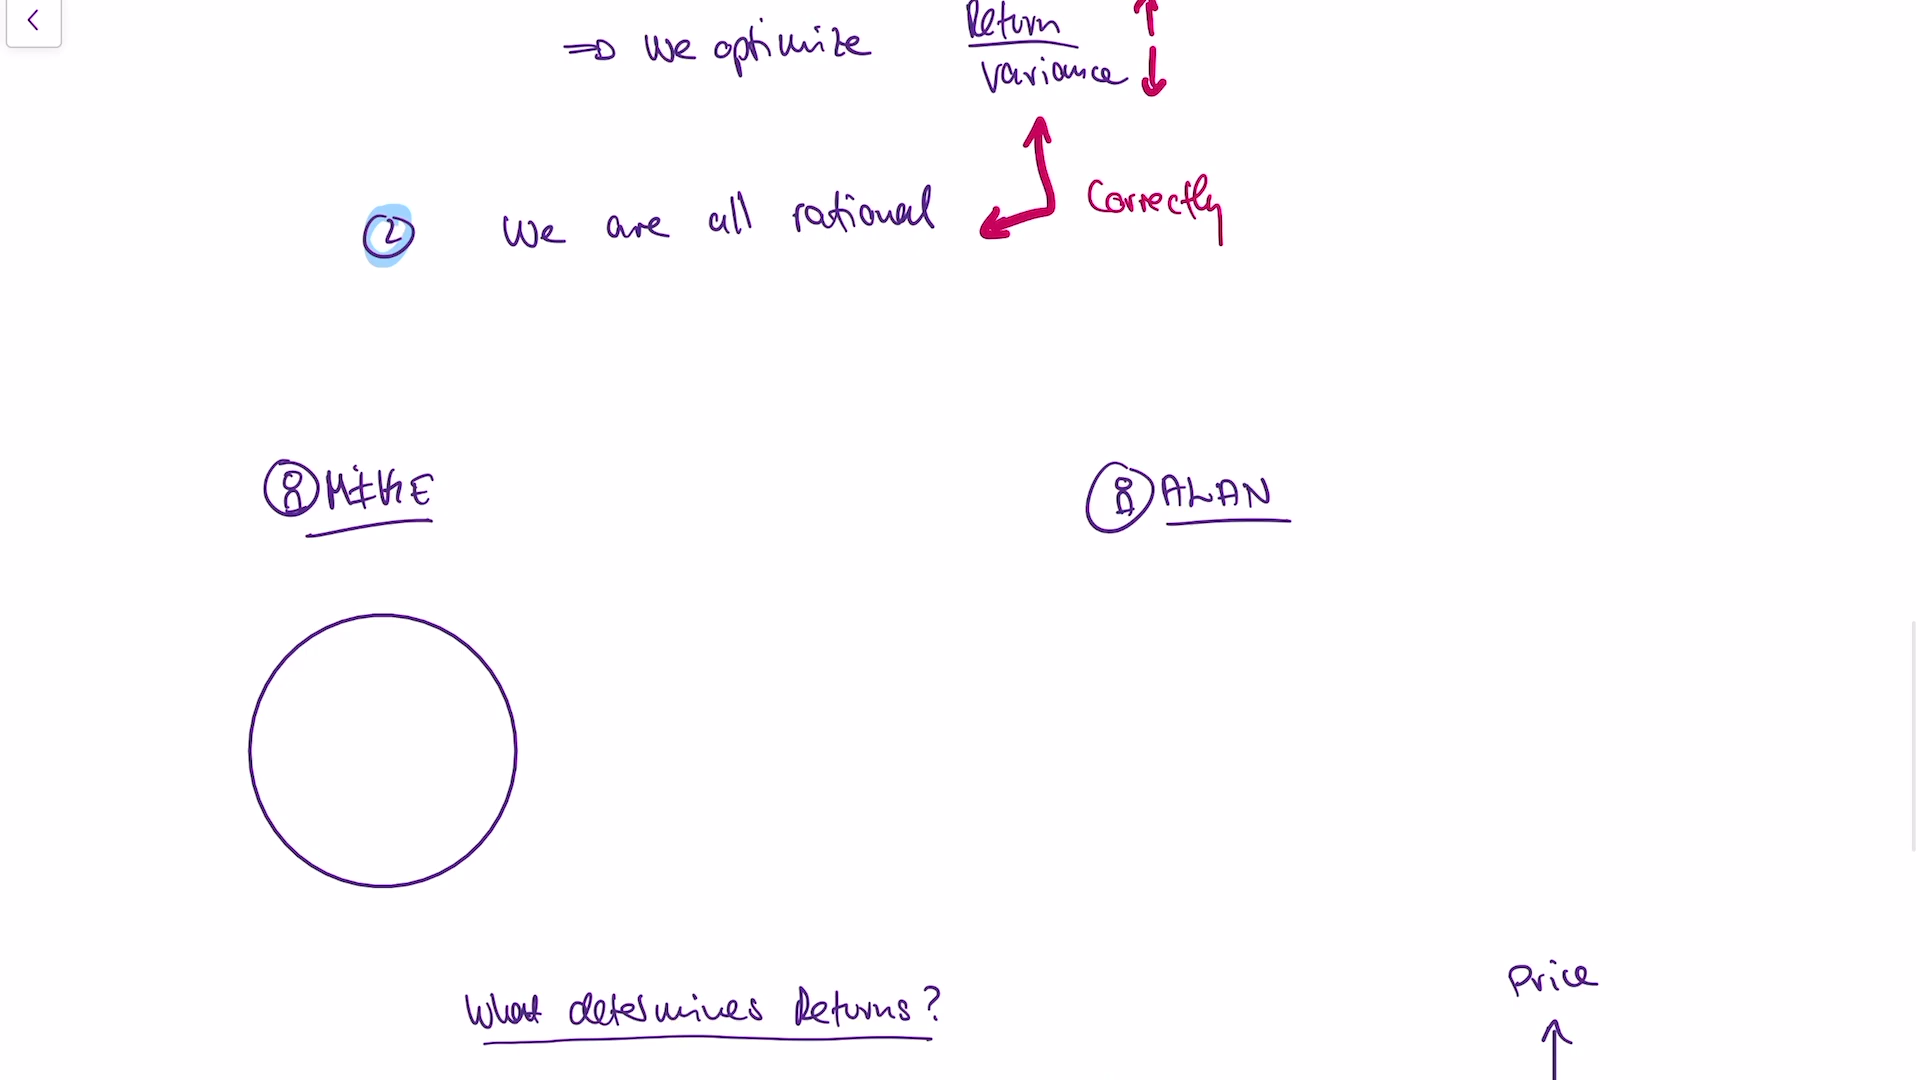 ⇒ We optimize Return
Variance
② We are all rational Correctly
MIKE ALAN
What determines Returns?
Price